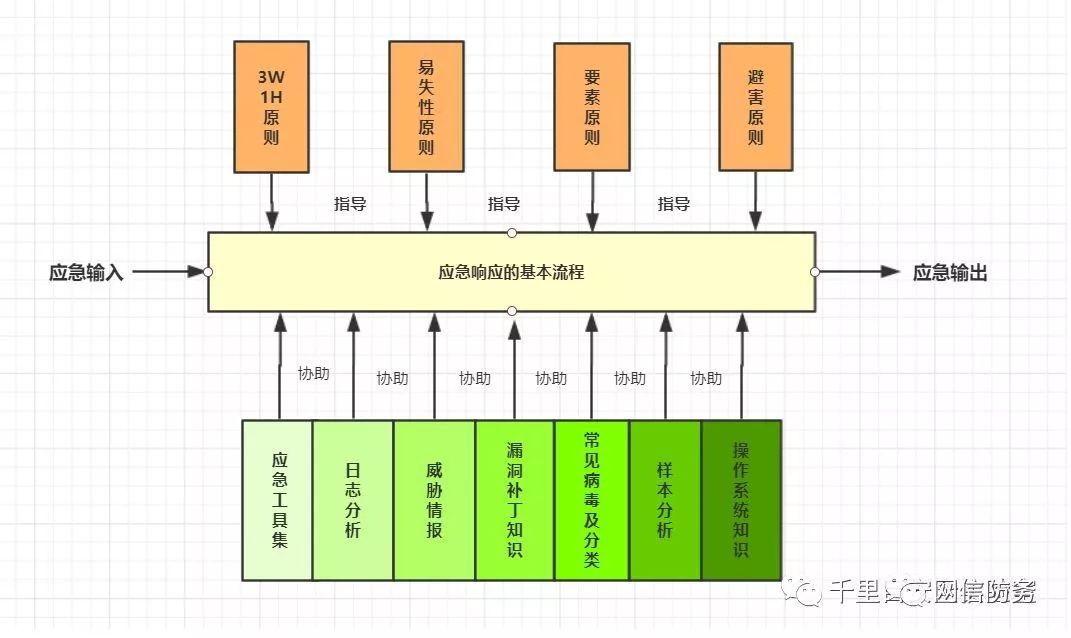 3W1H原则
易失性原则
要素原则
避害原则
指导
指导
指导
应急输入
应急响应的基本流程
应急输出
协助
协助
协助
协助
协助
协助
应急工具集
日志分析
威胁情报
漏洞补丁知识
常见病毒及分类
样本分析
操作系统知识
千里
网信防务